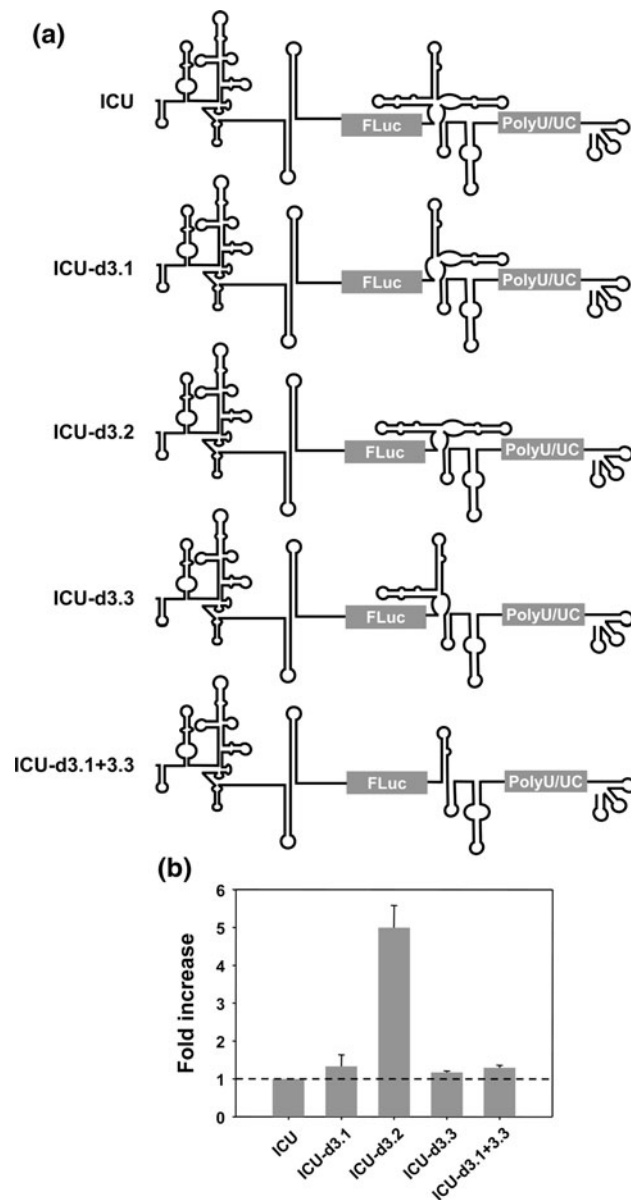 (a)
ICU
FLuc
PolyU/UC
ICU-d3.1
FLuc
PolyU/UC
ICU-d3.2
FLuc
PolyU/UC
ICU-d3.3
FLuc
PolyU/UC
ICU-d3.1+3.3
FLuc
PolyU/UC
(b)
Fold increase
6
5
4
3
2
1
0
ICU
ICU-d3.1
ICU-d3.2
ICU-d3.3
ICU-d3.1+3.3